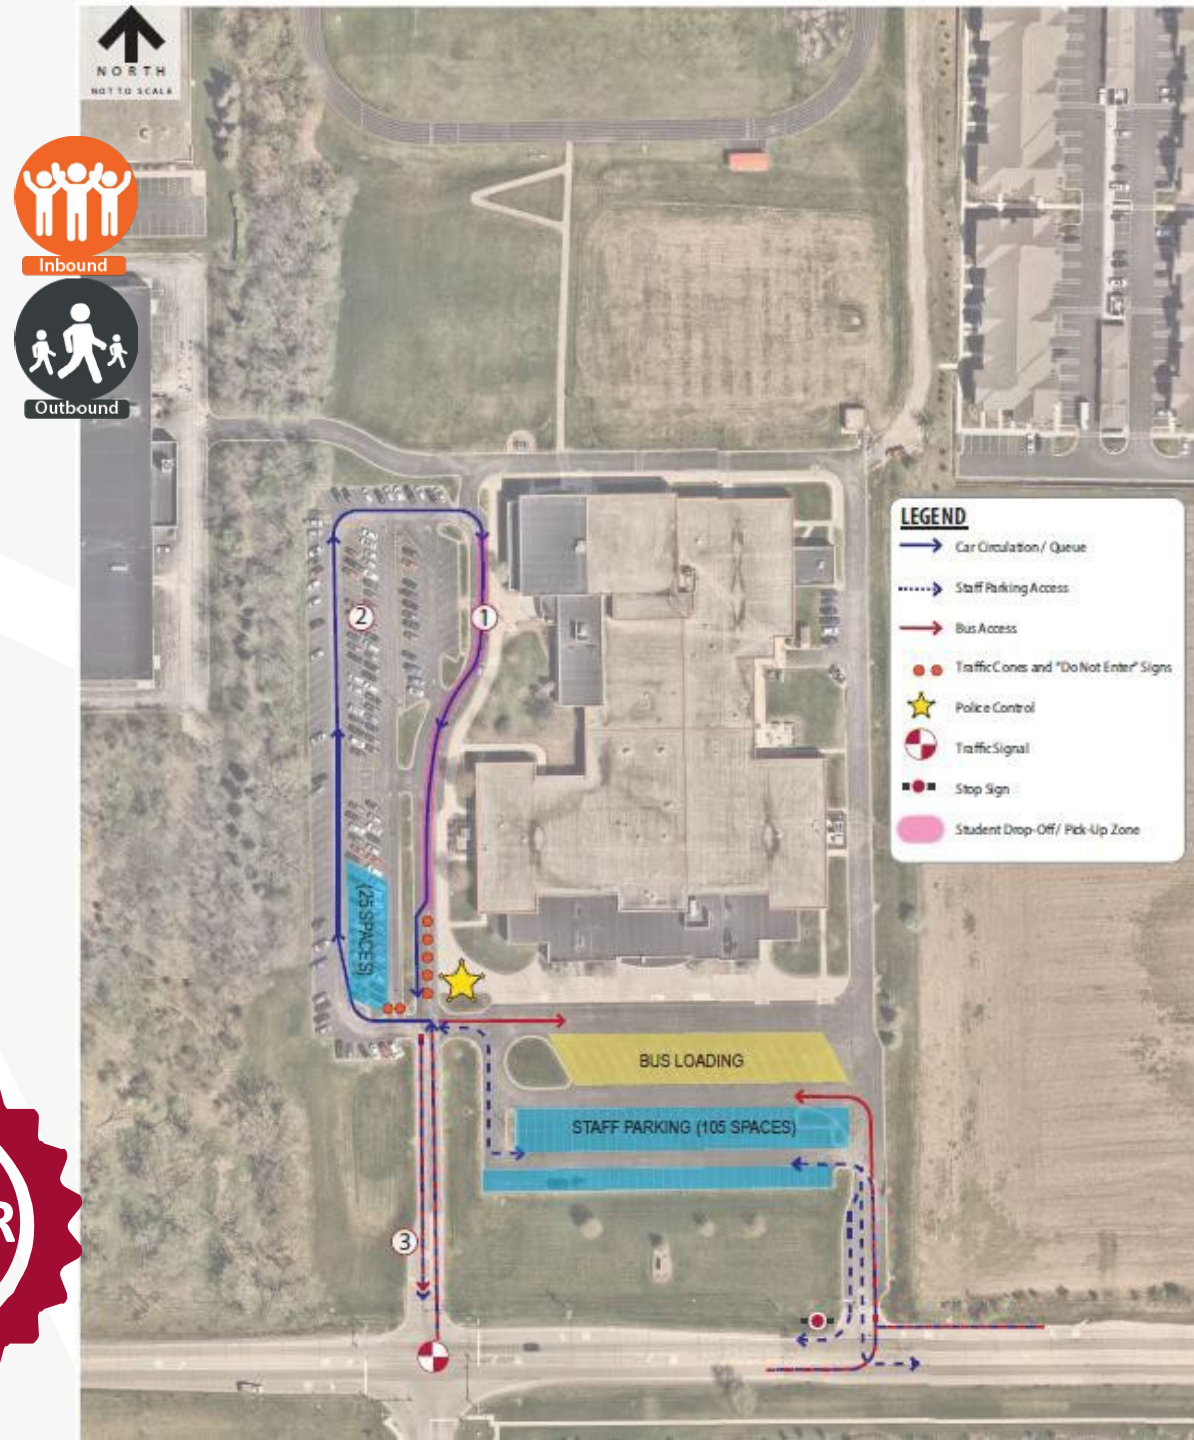 NORTH
NOT TO SCALE
Inbound
Outbound
LEGEND
Car Circulation / Queue
Staff Parking Access
Bus Access
Traffic Cones and "Do Not Enter" Signs
Police Control
Traffic Signal
Stop Sign
Student Drop-Off/ Pick-Up Zone
2
1
(25 SPACES)
BUS LOADING
STAFF PARKING (105 SPACES)
3
R